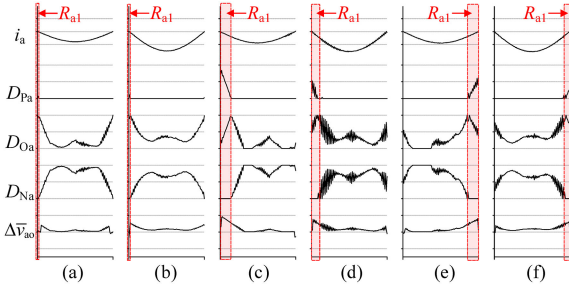 R_a1 R_a1 R_a1 R_a1 R_a1 R_a1
i_a
D_Pa
D_Oa
D_Na
Δv̅_ao
(a) (b) (c) (d) (e) (f)